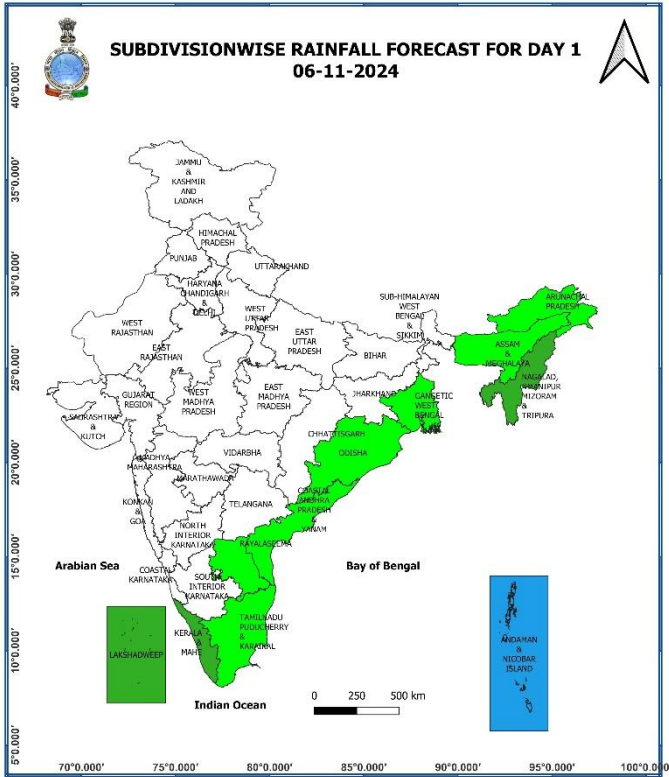 SUBDIVISIONWISE RAINFALL FORECAST FOR DAY 1
06-11-2024
40°0.000'
35°0.000'
30°0.000'
25°0.000'
20°0.000'
15°0.000'
10°0.000'
5°0.000'
JAMMU
&
KASHMIR
AND
LADAKH
HIMACHAL
PRADESH
PUNJAB
UTTARAKHAND
HARYANA
CHANDIGARH
&
DELHI
WEST
UTTAR
PRADESH
EAST
UTTAR
PRADESH
WEST
RAJASTHAN
EAST
RAJASTHAN
SUB-HIMALAYAN
WEST
BENGAL
&
SIKKIM
ARUNACHAL
PRADESH
ASSAM
&
MEGHALAYA
NAGALAD,
MANIPUR
MIZORAM
&
TRIPURA
BIHAR
JHARKHAND
GANGETIC
WEST
BENGAL
GUJARAT
REGION
SAURASHTRA
&
KUTCH
WEST
MADHYA
PRADESH
EAST
MADHYA
PRADESH
CHHATTISGARH
ODISHA
VIDARBHA
MADHYA
MAHARASHTRA
MARATHAWADA
KONKAN
&
GOA
TELANGANA
COASTAL
ANDHRA
PRADESH
&
YANAM
NORTH
INTERIOR
KARNATAKA
RAYALASEEMA
COASTAL
KARNATAKA
SOUTH
INTERIOR
KARNATAKA
Arabian Sea
Bay of Bengal
LAKSHADWEEP
KERALA
&
MAHE
TAMILNADU
PUDUCHERRY
&
KARAIKAL
ANDAMAN
&
NICOBAR
ISLAND
Indian Ocean
0 250 500 km
70°0.000' 75°0.000' 80°0.000' 85°0.000' 90°0.000' 95°0.000' 100°0.000'